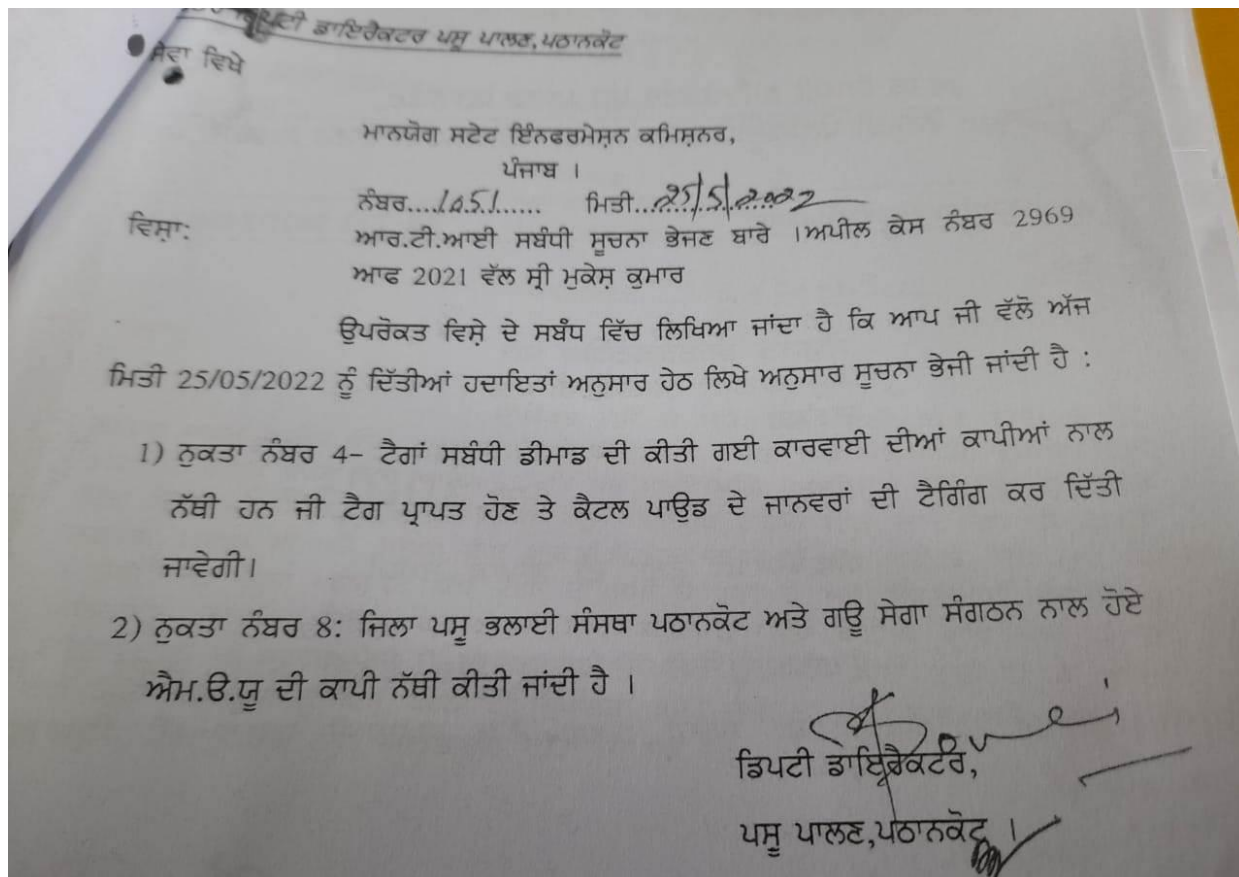 ਡਿਪਟੀ ਡਾਇਰੈਕਟਰ ਪਸੂ ਪਾਲਣ,ਪਠਾਨਕੋਟ
ਸੇਵਾ ਵਿਖੇ
ਮਾਨਯੋਗ ਸਟੇਟ ਇੰਨਫਰਮੇਸ਼ਨ ਕਮਿਸ਼ਨਰ,
ਪੰਜਾਬ ।
ਨੰਬਰ....1051...... ਮਿਤੀ...25/5/2022
ਵਿਸ਼ਾ: ਆਰ.ਟੀ.ਆਈ ਸਬੰਧੀ ਸੂਚਨਾ ਭੇਜਣ ਬਾਰੇ ।ਅਪੀਲ ਕੇਸ ਨੰਬਰ 2969
ਆਫ 2021 ਵੱਲ ਸ੍ਰੀ ਮੁਕੇਸ਼ ਕੁਮਾਰ
ਉਪਰੋਕਤ ਵਿਸ਼ੇ ਦੇ ਸਬੰਧ ਵਿੱਚ ਲਿਖਿਆ ਜਾਂਦਾ ਹੈ ਕਿ ਆਪ ਜੀ ਵੱਲੋ ਅੱਜ
ਮਿਤੀ 25/05/2022 ਨੂੰ ਦਿੱਤੀਆਂ ਹਦਾਇਤਾਂ ਅਨੁਸਾਰ ਹੇਠ ਲਿਖੇ ਅਨੁਸਾਰ ਸੂਚਨਾ ਭੇਜੀ ਜਾਂਦੀ ਹੈ :
1) ਨੁਕਤਾ ਨੰਬਰ 4- ਟੈਗਾਂ ਸਬੰਧੀ ਡੀਮਾਡ ਦੀ ਕੀਤੀ ਗਈ ਕਾਰਵਾਈ ਦੀਆਂ ਕਾਪੀਆਂ ਨਾਲ
ਨੱਥੀ ਹਨ ਜੀ ਟੈਗ ਪ੍ਰਾਪਤ ਹੋਣ ਤੇ ਕੈਟਲ ਪਾਉਡ ਦੇ ਜਾਨਵਰਾਂ ਦੀ ਟੈਗਿੰਗ ਕਰ ਦਿੱਤੀ
ਜਾਵੇਗੀ।
2) ਨੁਕਤਾ ਨੰਬਰ 8: ਜਿਲਾ ਪਸੂ ਭਲਾਈ ਸੰਸਥਾ ਪਠਾਨਕੋਟ ਅਤੇ ਗਊ ਸੇਗਾ ਸੰਗਠਨ ਨਾਲ ਹੋਏ
ਐਮ.ਓ.ਯੂ ਦੀ ਕਾਪੀ ਨੱਥੀ ਕੀਤੀ ਜਾਂਦੀ ਹੈ ।
ਡਿਪਟੀ ਡਾਇਰੈਕਟਰ,
ਪਸੂ ਪਾਲਣ,ਪਠਾਨਕੋਟ ।